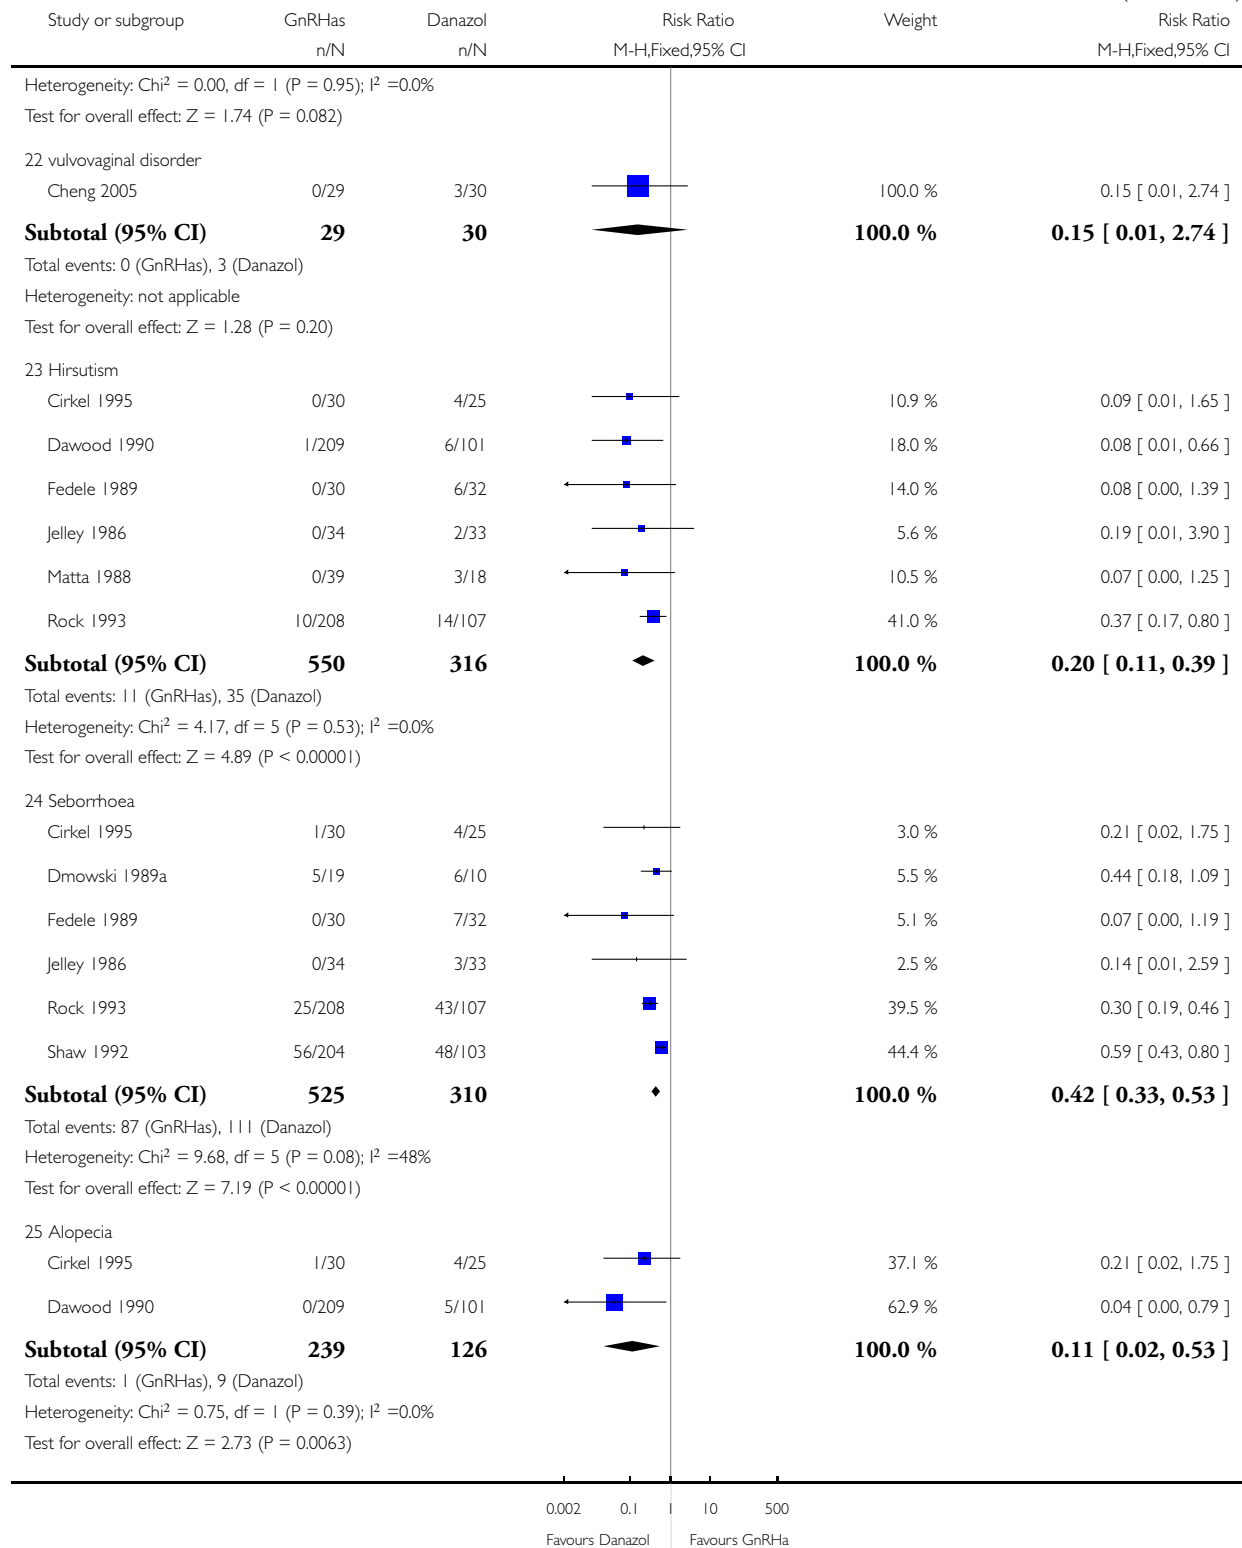 Study or subgroup GnRHas Danazol Risk Ratio Weight Risk Ratio
n/N n/N M-H,Fixed,95% CI M-H,Fixed,95% CI
Heterogeneity: Chi² = 0.00, df = 1 (P = 0.95); I² =0.0%
Test for overall effect: Z = 1.74 (P = 0.082)
22 vulvovaginal disorder
Cheng 2005 0/29 3/30 100.0 % 0.15 [ 0.01, 2.74 ]
Subtotal (95% CI) 29 30 100.0 % 0.15 [ 0.01, 2.74 ]
Total events: 0 (GnRHas), 3 (Danazol)
Heterogeneity: not applicable
Test for overall effect: Z = 1.28 (P = 0.20)
23 Hirsutism
Cirkel 1995 0/30 4/25 10.9 % 0.09 [ 0.01, 1.65 ]
Dawood 1990 1/209 6/101 18.0 % 0.08 [ 0.01, 0.66 ]
Fedele 1989 0/30 6/32 14.0 % 0.08 [ 0.00, 1.39 ]
Jelley 1986 0/34 2/33 5.6 % 0.19 [ 0.01, 3.90 ]
Matta 1988 0/39 3/18 10.5 % 0.07 [ 0.00, 1.25 ]
Rock 1993 10/208 14/107 41.0 % 0.37 [ 0.17, 0.80 ]
Subtotal (95% CI) 550 316 100.0 % 0.20 [ 0.11, 0.39 ]
Total events: 11 (GnRHas), 35 (Danazol)
Heterogeneity: Chi² = 4.17, df = 5 (P = 0.53); I² =0.0%
Test for overall effect: Z = 4.89 (P < 0.00001)
24 Seborrhoea
Cirkel 1995 1/30 4/25 3.0 % 0.21 [ 0.02, 1.75 ]
Dmowski 1989a 5/19 6/10 5.5 % 0.44 [ 0.18, 1.09 ]
Fedele 1989 0/30 7/32 5.1 % 0.07 [ 0.00, 1.19 ]
Jelley 1986 0/34 3/33 2.5 % 0.14 [ 0.01, 2.59 ]
Rock 1993 25/208 43/107 39.5 % 0.30 [ 0.19, 0.46 ]
Shaw 1992 56/204 48/103 44.4 % 0.59 [ 0.43, 0.80 ]
Subtotal (95% CI) 525 310 100.0 % 0.42 [ 0.33, 0.53 ]
Total events: 87 (GnRHas), 111 (Danazol)
Heterogeneity: Chi² = 9.68, df = 5 (P = 0.08); I² =48%
Test for overall effect: Z = 7.19 (P < 0.00001)
25 Alopecia
Cirkel 1995 1/30 4/25 37.1 % 0.21 [ 0.02, 1.75 ]
Dawood 1990 0/209 5/101 62.9 % 0.04 [ 0.00, 0.79 ]
Subtotal (95% CI) 239 126 100.0 % 0.11 [ 0.02, 0.53 ]
Total events: 1 (GnRHas), 9 (Danazol)
Heterogeneity: Chi² = 0.75, df = 1 (P = 0.39); I² =0.0%
Test for overall effect: Z = 2.73 (P = 0.0063)
0.002 0.1 1 10 500
Favours Danazol Favours GnRHa